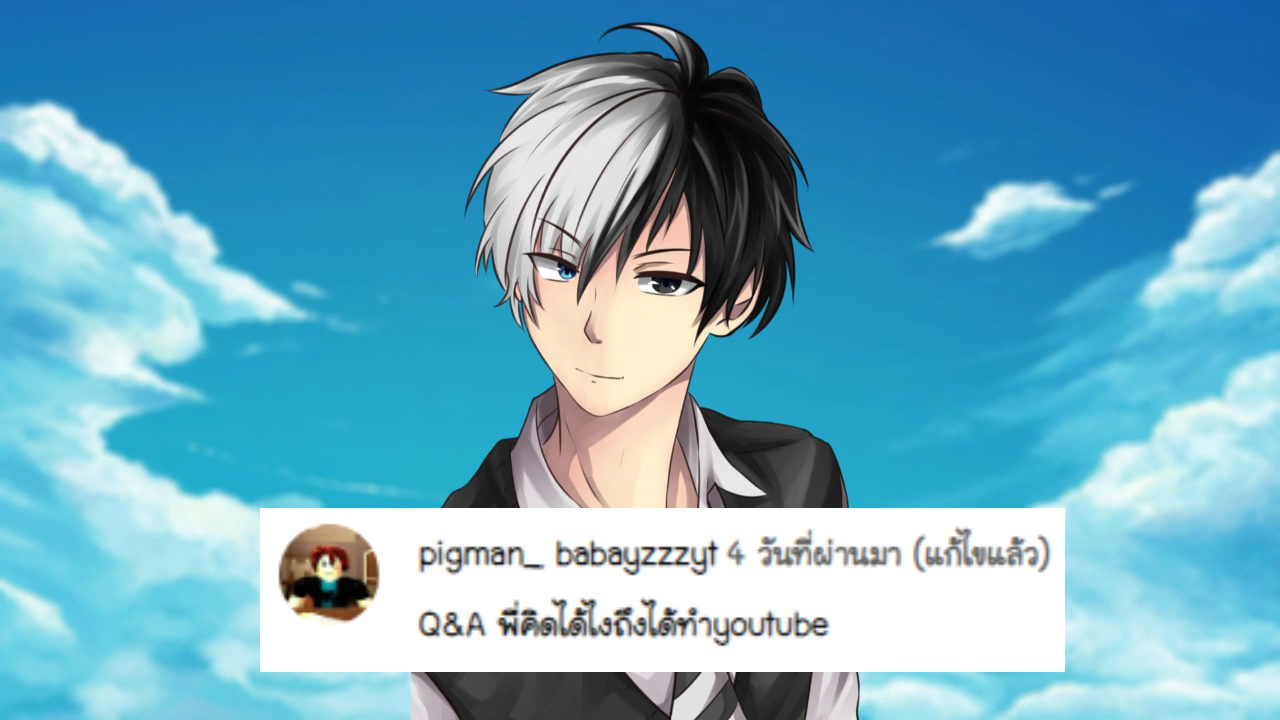 pigman_ babayzzzyt 4 วันที่ผ่านมา (แก้ไขแล้ว)
Q&A พี่คิดได้ไงถึงได้ทำyoutube